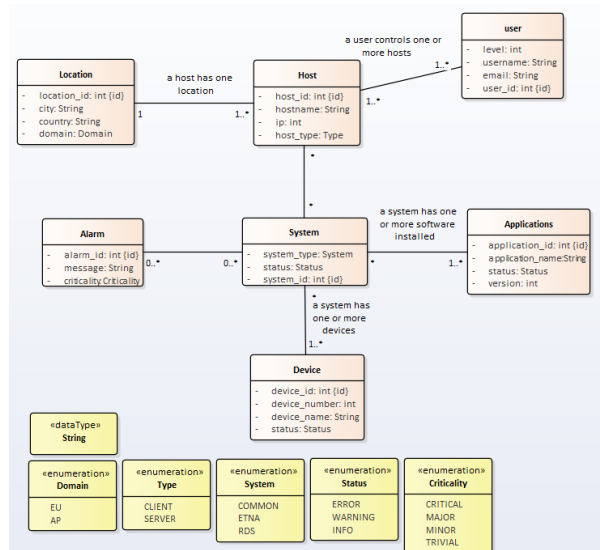 user
- level: int
- username: String
- email: String
- user_id: int {id}
a user controls one or
more hosts
1..*
1..*
Location
- location_id: int {id}
- city: String
- country: String
- domain: Domain
a host has one
location
1
1..*
Host
- host_id: int {id}
- hostname: String
- ip: int
- host_type: Type
*
*
Alarm
- alarm_id: int {id}
- message: String
- criticality:Criticality
0..*
0..*
System
- system_type: System
- status: Status
- system_id: int {id}
a system has one
or more software
installed
*
1..*
Applications
- application_id: int {id}
- application_name:String
- status: Status
- version: int
*
a system has
one or more
devices
1..*
Device
- device_id: int {id}
- device_number: int
- device_name: String
- status: Status
«dataType»
String
«enumeration»
Domain
EU
AP
«enumeration»
Type
CLIENT
SERVER
«enumeration»
System
COMMON
ETNA
RDS
«enumeration»
Status
ERROR
WARNING
INFO
«enumeration»
Criticality
CRITICAL
MAJOR
MINOR
TRIVIAL